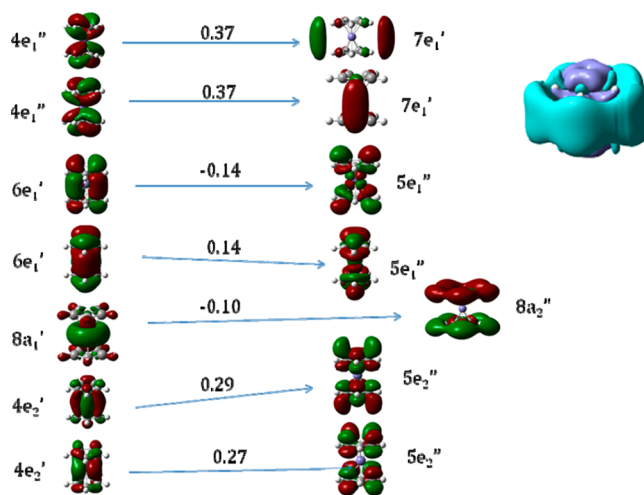 4e₁" 0.37 7e₁'
4e₁" 0.37 7e₁'
6e₁' -0.14 5e₁"
6e₁' 0.14 5e₁"
8a₁' -0.10 8a₂"
4e₂' 0.29 5e₂"
4e₂' 0.27 5e₂"